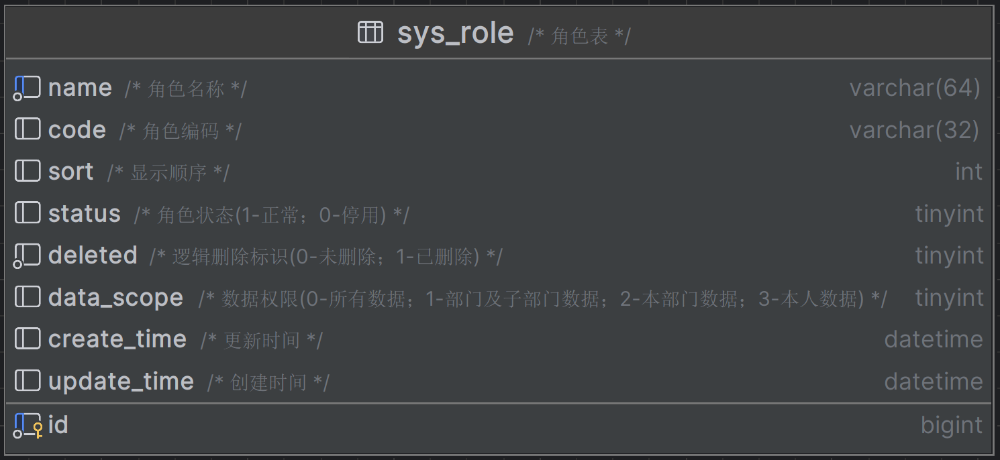 sys_role /* 角色表 */
name /* 角色名称 */ varchar(64)
code /* 角色编码 */ varchar(32)
sort /* 显示顺序 */ int
status /* 角色状态(1-正常；0-停用) */ tinyint
deleted /* 逻辑删除标识(0-未删除；1-已删除) */ tinyint
data_scope /* 数据权限(0-所有数据；1-部门及子部门数据；2-本部门数据；3-本人数据) */ tinyint
create_time /* 更新时间 */ datetime
update_time /* 创建时间 */ datetime
id bigint